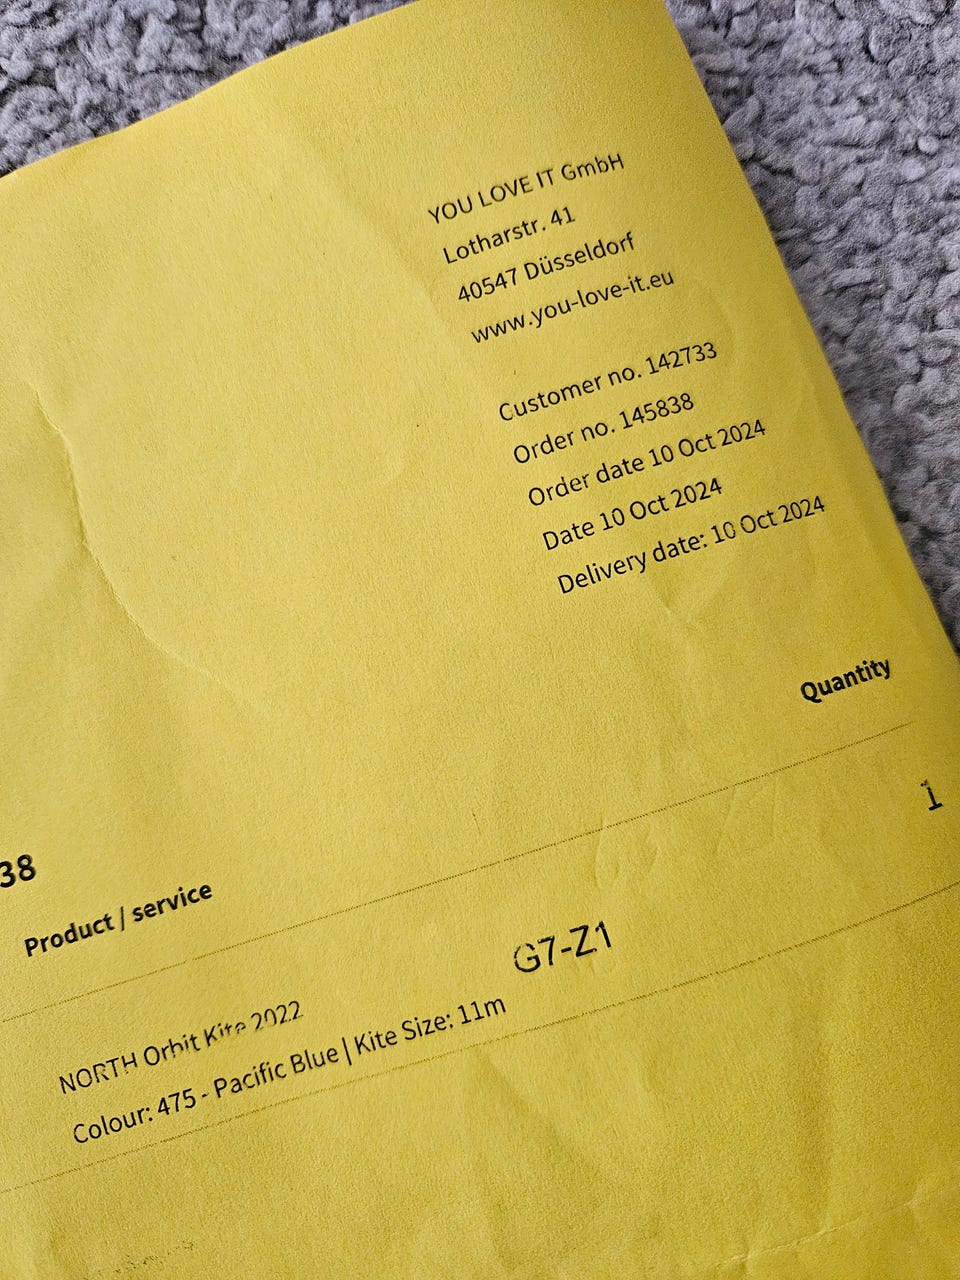 YOU LOVE IT GmbH
Lotharstr. 41
40547 Düsseldorf
www.you-love-it.eu
Customer no. 142733
Order no. 145838
Order date 10 Oct 2024
Date 10 Oct 2024
Delivery date: 10 Oct 2024
38
Product / service
Quantity
NORTH Orbit Kite 2022
G7-Z1
1
Colour: 475 - Pacific Blue | Kite Size: 11m